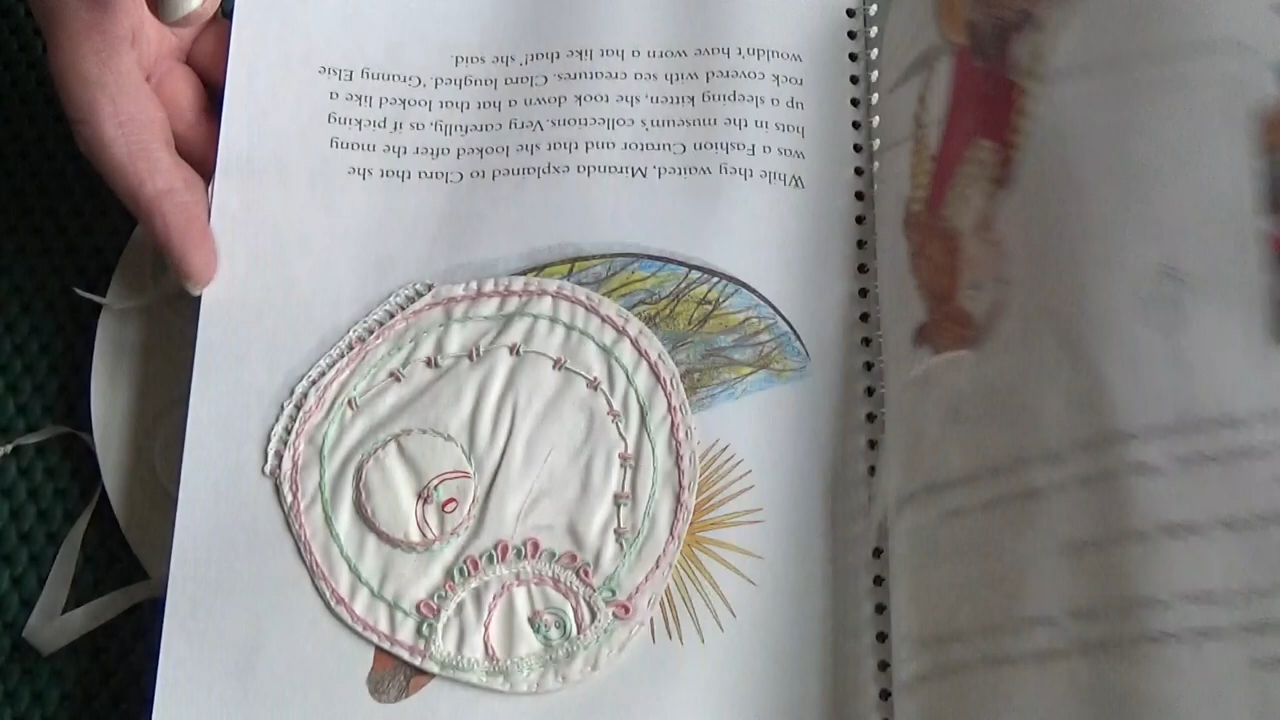 While they waited, Miranda explained to Clara that she
was a Fashion Curator and that she looked after the many
hats in the museum's collections. Very carefully, as if picking
up a sleeping kitten, she took down a hat that looked like a
rock covered with sea creatures. Clara laughed. 'Granny Elsie
wouldn't have worn a hat like that!' she said.